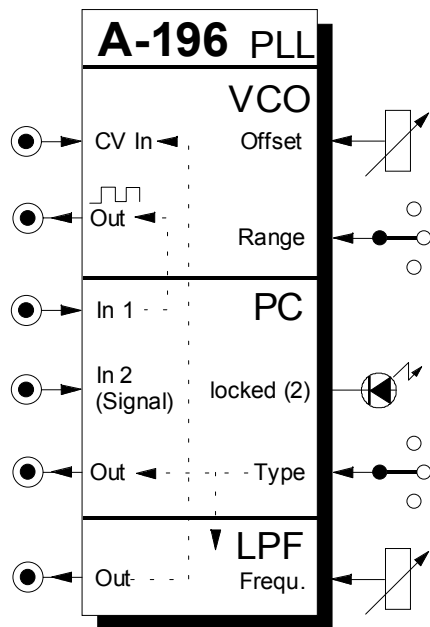 A-196 PLL
VCO
CV In Offset
Out
Range
In 1 PC
In 2
(Signal) locked (2)
Out Type
LPF
Out Frequ.